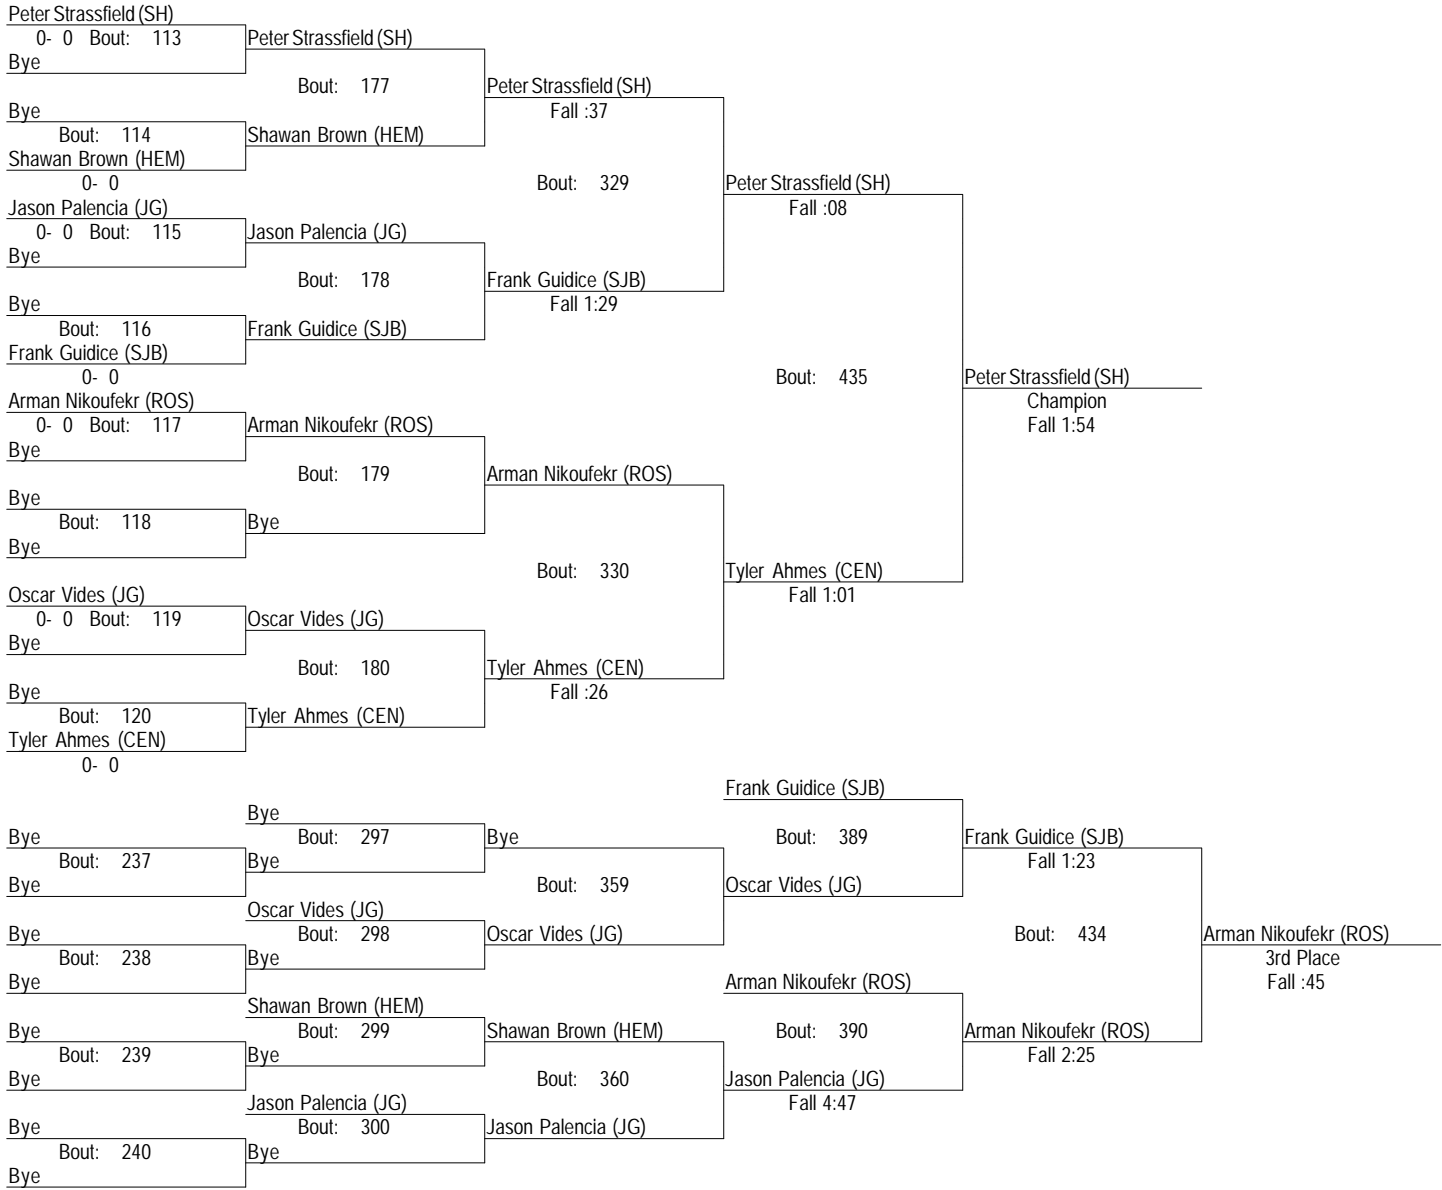 Peter Strassfield (SH)
0- 0 Bout: 113 Peter Strassfield (SH)
Bye
Bout: 177 Peter Strassfield (SH)
Bye Fall :37
Bout: 114 Shawan Brown (HEM)
Shawan Brown (HEM)
0- 0 Bout: 329 Peter Strassfield (SH)
Jason Palencia (JG) Fall :08
0- 0 Bout: 115 Jason Palencia (JG)
Bye
Bout: 178 Frank Guidice (SJB)
Bye Fall 1:29
Bout: 116 Frank Guidice (SJB)
Frank Guidice (SJB)
0- 0 Bout: 435 Peter Strassfield (SH)
Arman Nikoufekr (ROS) Champion
0- 0 Bout: 117 Arman Nikoufekr (ROS) Fall 1:54
Bye
Bout: 179 Arman Nikoufekr (ROS)
Bye
Bout: 118 Bye
Bye
Bout: 330 Tyler Ahmes (CEN)
Oscar Vides (JG) Fall 1:01
0- 0 Bout: 119 Oscar Vides (JG)
Bye
Bout: 180 Tyler Ahmes (CEN)
Bye Fall :26
Bout: 120 Tyler Ahmes (CEN)
Tyler Ahmes (CEN)
0- 0
Frank Guidice (SJB)
Bye
Bye Bout: 297 Bye Bout: 389 Frank Guidice (SJB)
Bout: 237 Bye Fall 1:23
Bye Bout: 359 Oscar Vides (JG)
Oscar Vides (JG)
Bye Bout: 298 Oscar Vides (JG) Bout: 434 Arman Nikoufekr (ROS)
Bout: 238 Bye 3rd Place
Bye Arman Nikoufekr (ROS) Fall :45
Shawan Brown (HEM)
Bye Bout: 299 Shawan Brown (HEM) Bout: 390 Arman Nikoufekr (ROS)
Bout: 239 Bye Fall 2:25
Bye Bout: 360 Jason Palencia (JG)
Jason Palencia (JG) Fall 4:47
Bye Bout: 300 Jason Palencia (JG)
Bout: 240 Bye
Bye